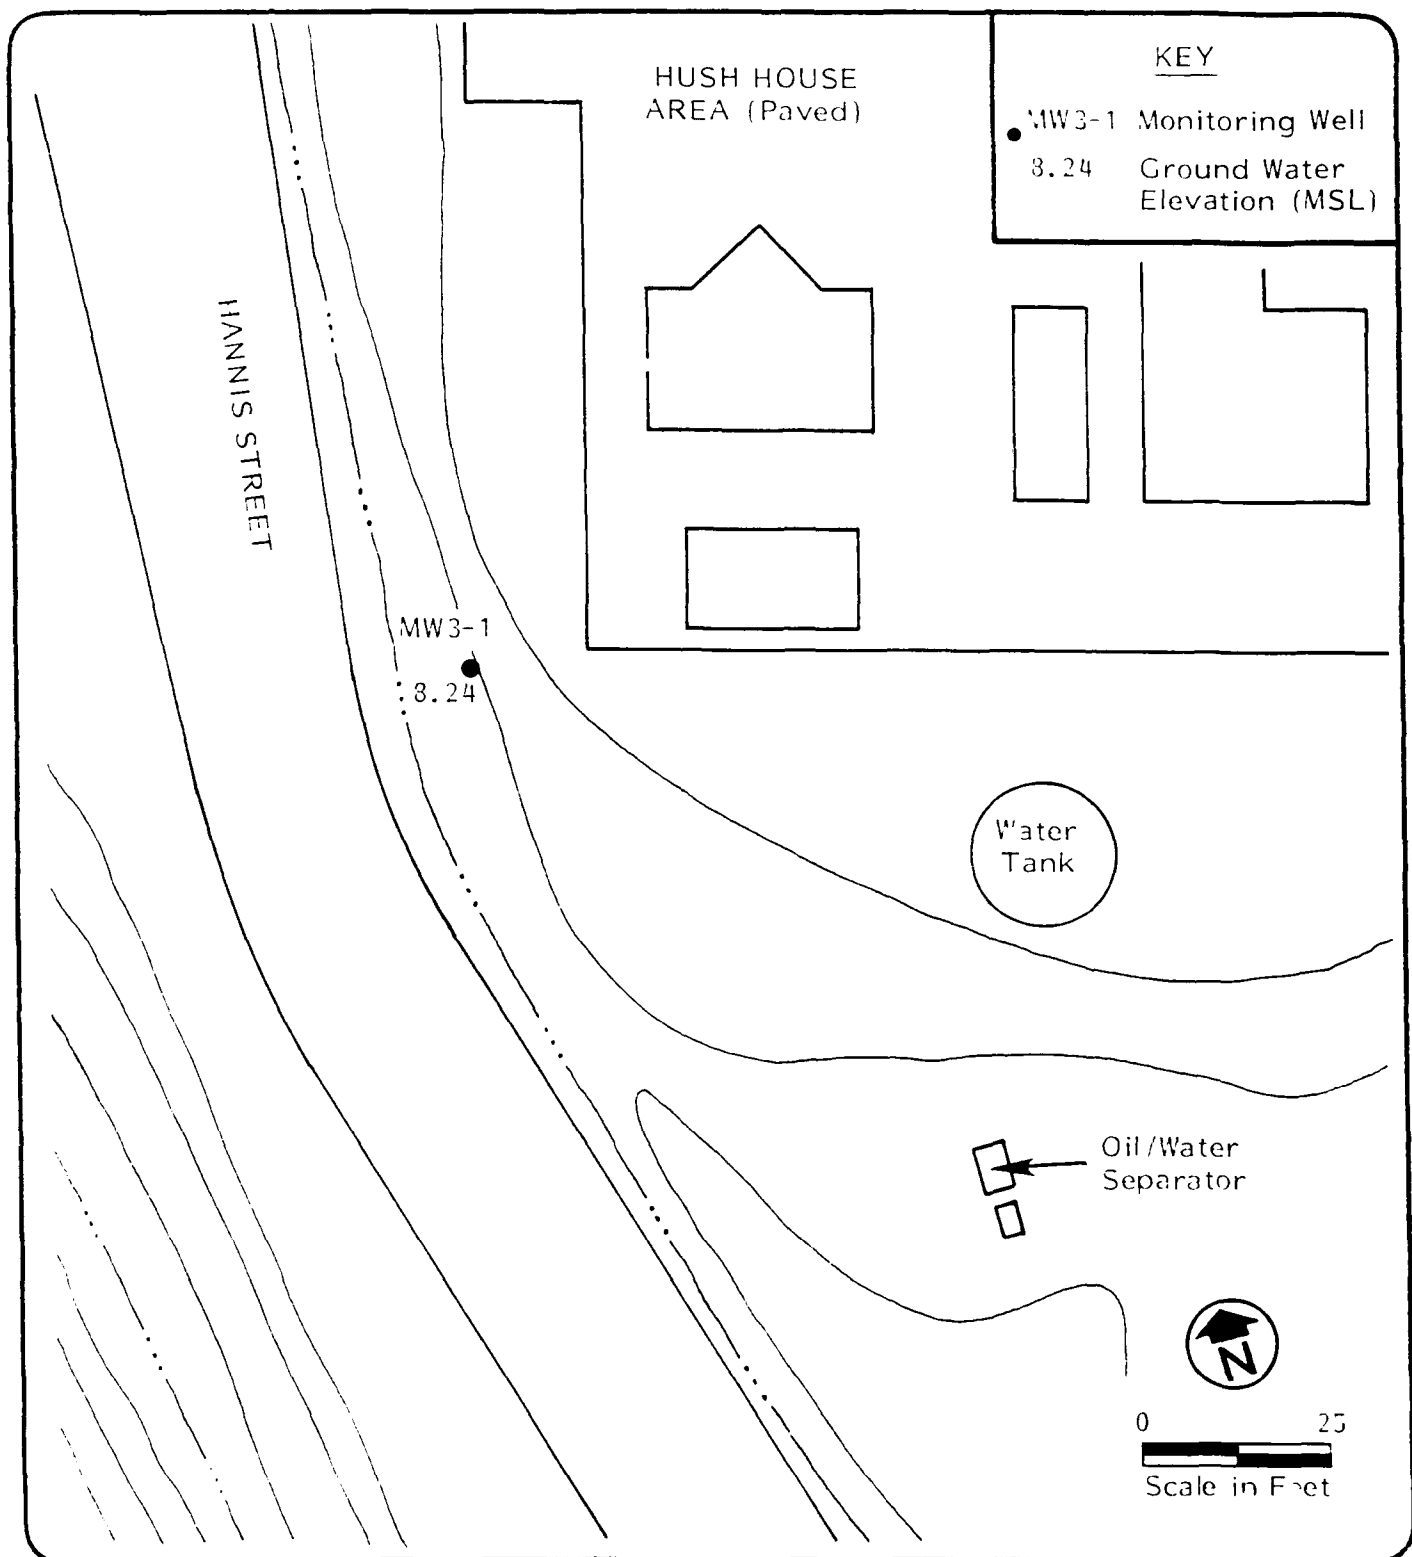 HUSH HOUSE
AREA (Paved)
KEY
MW3-1 Monitoring Well
8.24 Ground Water
Elevation (MSL)
HANNIS STREET
MW3-1
8.24
Water
Tank
Oil/Water
Separator
N
0 25
Scale in Feet